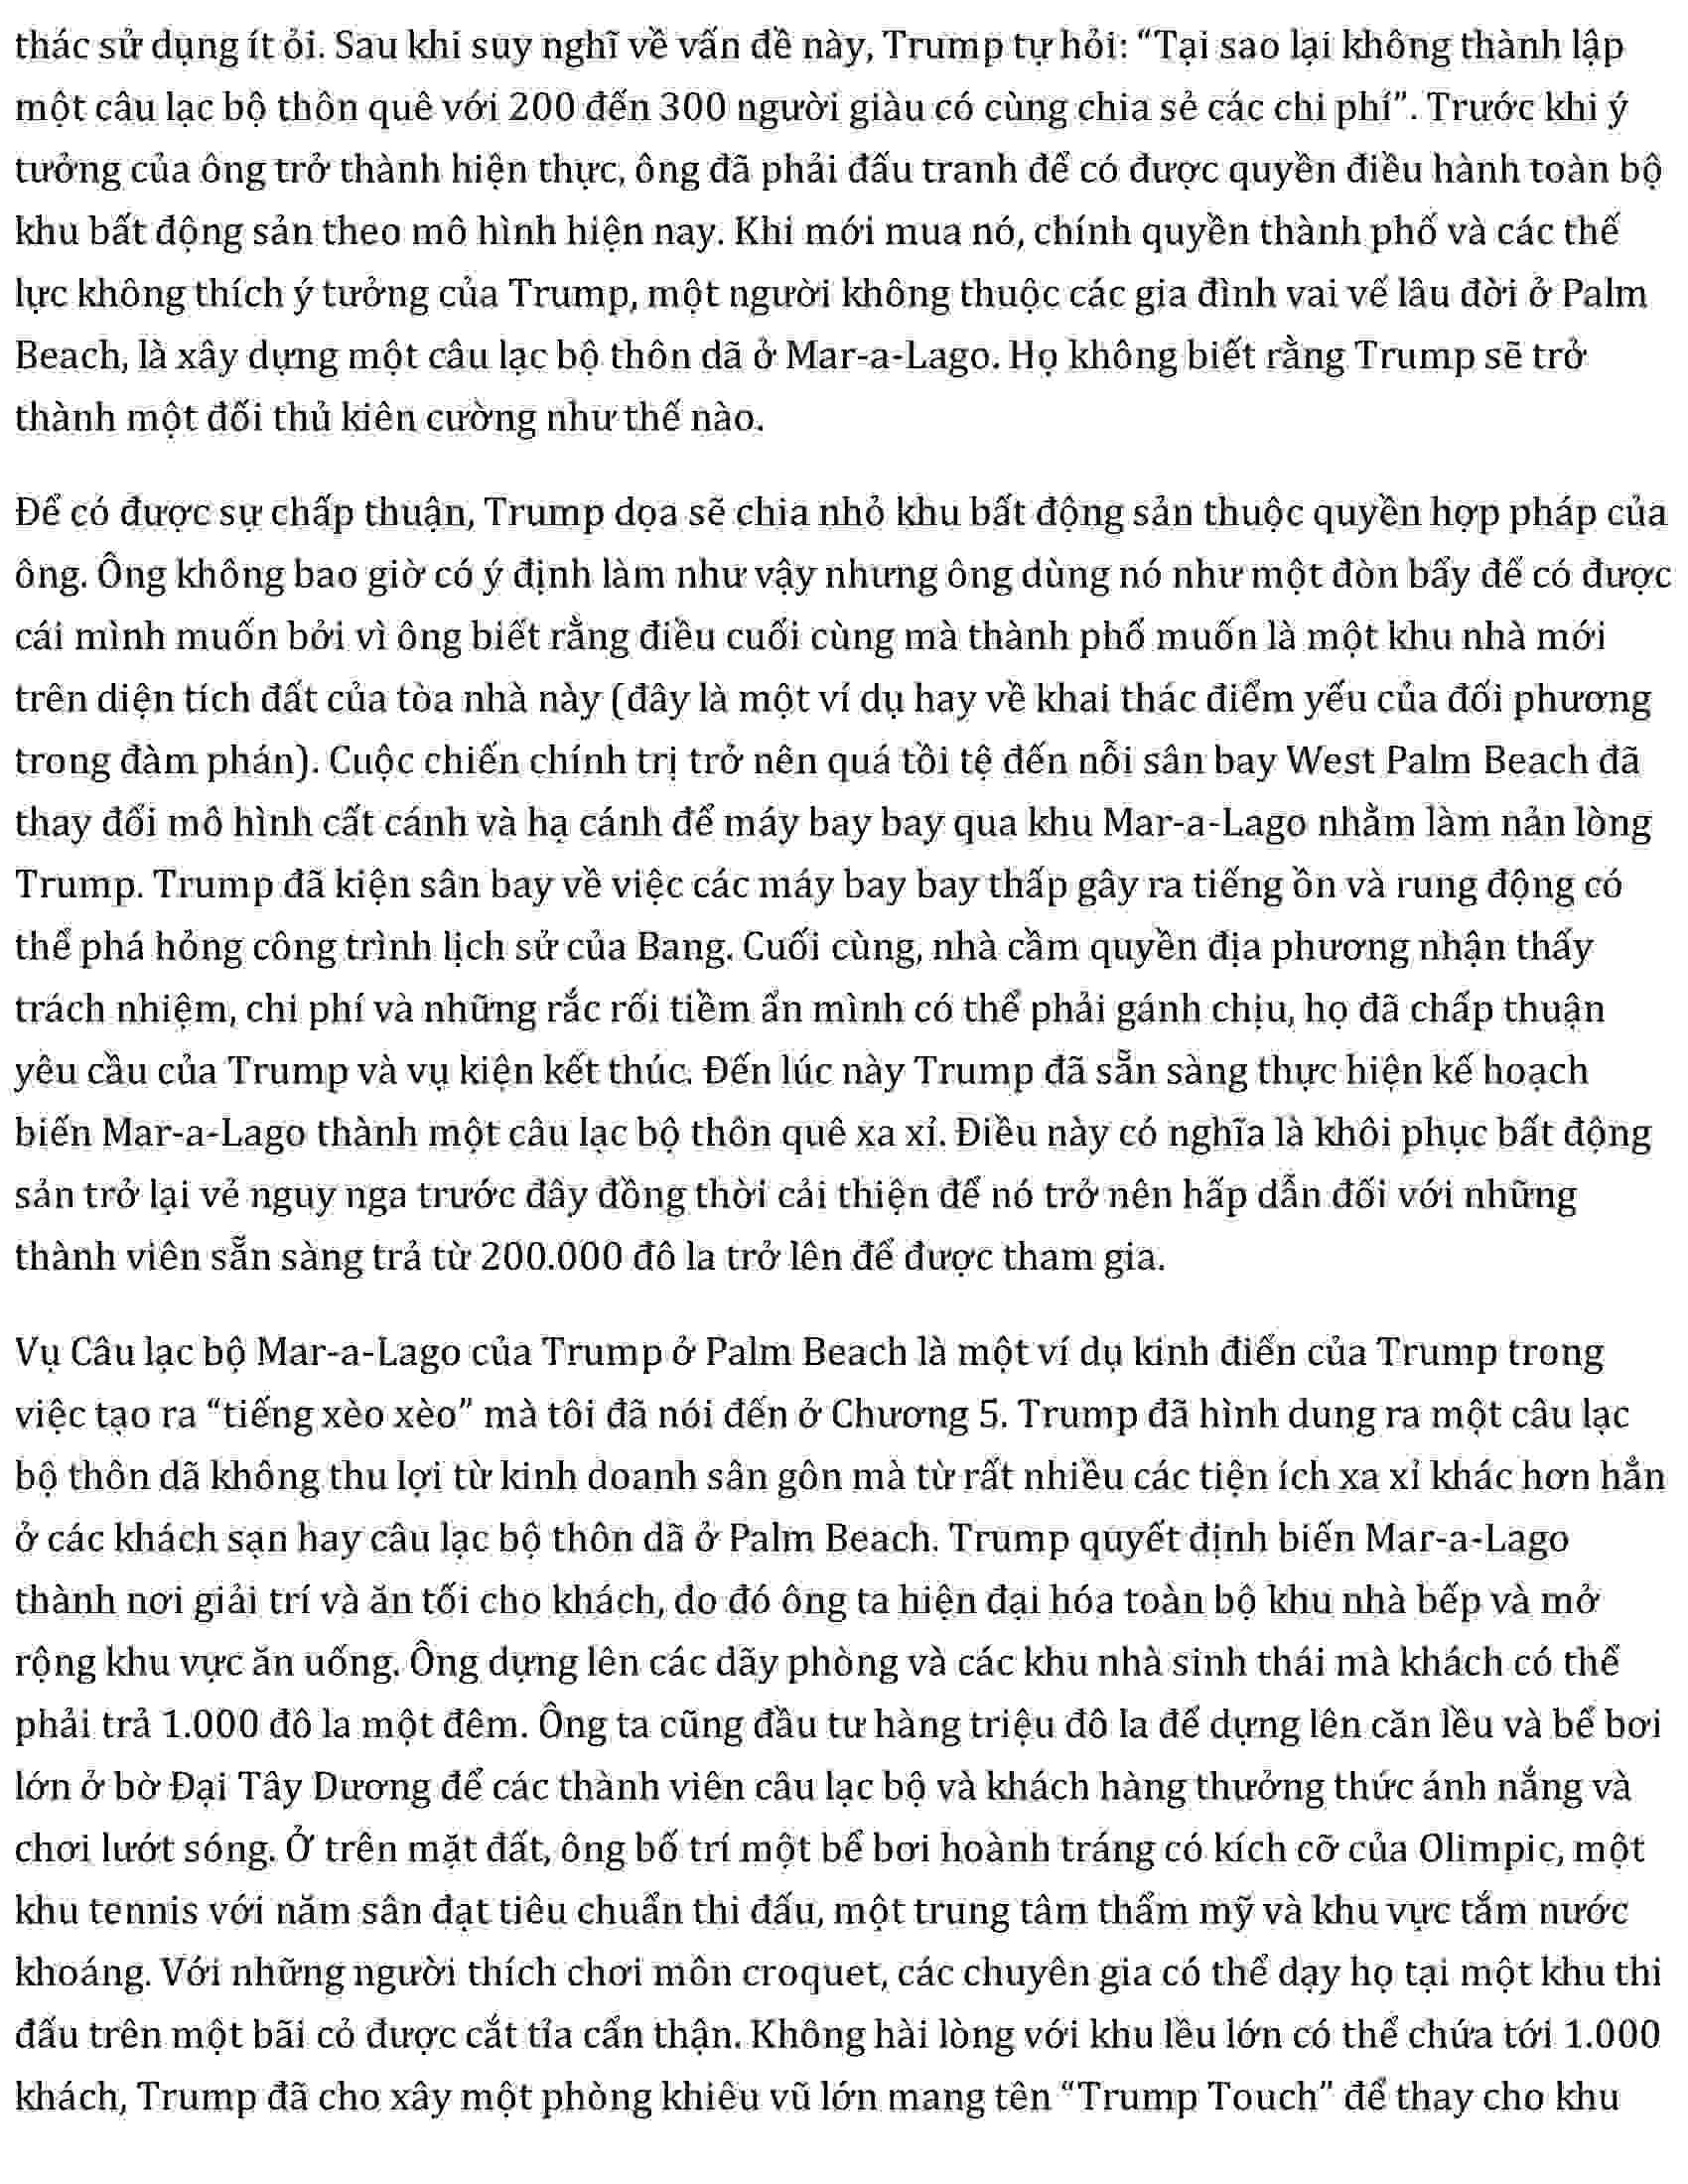 thác sử dụng ít ỏi. Sau khi suy nghĩ về vấn đề này, Trump tự hỏi: “Tại sao lại không thành lập
một câu lạc bộ thôn quê với 200 đến 300 người giàu có cùng chia sẻ các chi phí”. Trước khi ý
tưởng của ông trở thành hiện thực, ông đã phải đấu tranh để có được quyền điều hành toàn bộ
khu bất động sản theo mô hình hiện nay. Khi mới mua nó, chính quyền thành phố và các thế
lực không thích ý tưởng của Trump, một người không thuộc các gia đình vai vế lâu đời ở Palm
Beach, là xây dựng một câu lạc bộ thôn dã ở Mar-a-Lago. Họ không biết rằng Trump sẽ trở
thành một đối thủ kiên cường như thế nào.
Để có được sự chấp thuận, Trump dọa sẽ chia nhỏ khu bất động sản thuộc quyền hợp pháp của
ông. Ông không bao giờ có ý định làm như vậy nhưng ông dùng nó như một đòn bẩy để có được
cái mình muốn bởi vì ông biết rằng điều cuối cùng mà thành phố muốn là một khu nhà mới
trên diện tích đất của tòa nhà này (đây là một ví dụ hay về khai thác điểm yếu của đối phương
trong đàm phán). Cuộc chiến chính trị trở nên quá tồi tệ đến nỗi sân bay West Palm Beach đã
thay đổi mô hình cất cánh và hạ cánh để máy bay bay qua khu Mar-a-Lago nhằm làm nản lòng
Trump. Trump đã kiện sân bay về việc các máy bay bay thấp gây ra tiếng ồn và rung động có
thể phá hỏng công trình lịch sử của Bang. Cuối cùng, nhà cầm quyền địa phương nhận thấy
trách nhiệm, chi phí và những rắc rối tiềm ẩn mình có thể phải gánh chịu, họ đã chấp thuận
yêu cầu của Trump và vụ kiện kết thúc. Đến lúc này Trump đã sẵn sàng thực hiện kế hoạch
biến Mar-a-Lago thành một câu lạc bộ thôn quê xa xỉ. Điều này có nghĩa là khôi phục bất động
sản trở lại vẻ nguy nga trước đây đồng thời cải thiện để nó trở nên hấp dẫn đối với những
thành viên sẵn sàng trả từ 200.000 đô la trở lên để được tham gia.
Vụ Câu lạc bộ Mar-a-Lago của Trump ở Palm Beach là một ví dụ kinh điển của Trump trong
việc tạo ra “tiếng xèo xèo” mà tôi đã nói đến ở Chương 5. Trump đã hình dung ra một câu lạc
bộ thôn dã không thu lợi từ kinh doanh sân gôn mà từ rất nhiều các tiện ích xa xỉ khác hơn hẳn
ở các khách sạn hay câu lạc bộ thôn dã ở Palm Beach. Trump quyết định biến Mar-a-Lago
thành nơi giải trí và ăn tối cho khách, do đó ông ta hiện đại hóa toàn bộ khu nhà bếp và mở
rộng khu vực ăn uống. Ông dựng lên các dãy phòng và các khu nhà sinh thái mà khách có thể
phải trả 1.000 đô la một đêm. Ông ta cũng đầu tư hàng triệu đô la để dựng lên căn lều và bể bơi
lớn ở bờ Đại Tây Dương để các thành viên câu lạc bộ và khách hàng thưởng thức ánh nắng và
chơi lướt sóng. Ở trên mặt đất, ông bố trí một bể bơi hoành tráng có kích cỡ của Olimpic, một
khu tennis với năm sân đạt tiêu chuẩn thi đấu, một trung tâm thẩm mỹ và khu vực tắm nước
khoáng. Với những người thích chơi môn croquet, các chuyên gia có thể dạy họ tại một khu thi
đấu trên một bãi cỏ được cắt tỉa cẩn thận. Không hài lòng với khu lều lớn có thể chứa tới 1.000
khách, Trump đã cho xây một phòng khiêu vũ lớn mang tên “Trump Touch” để thay cho khu